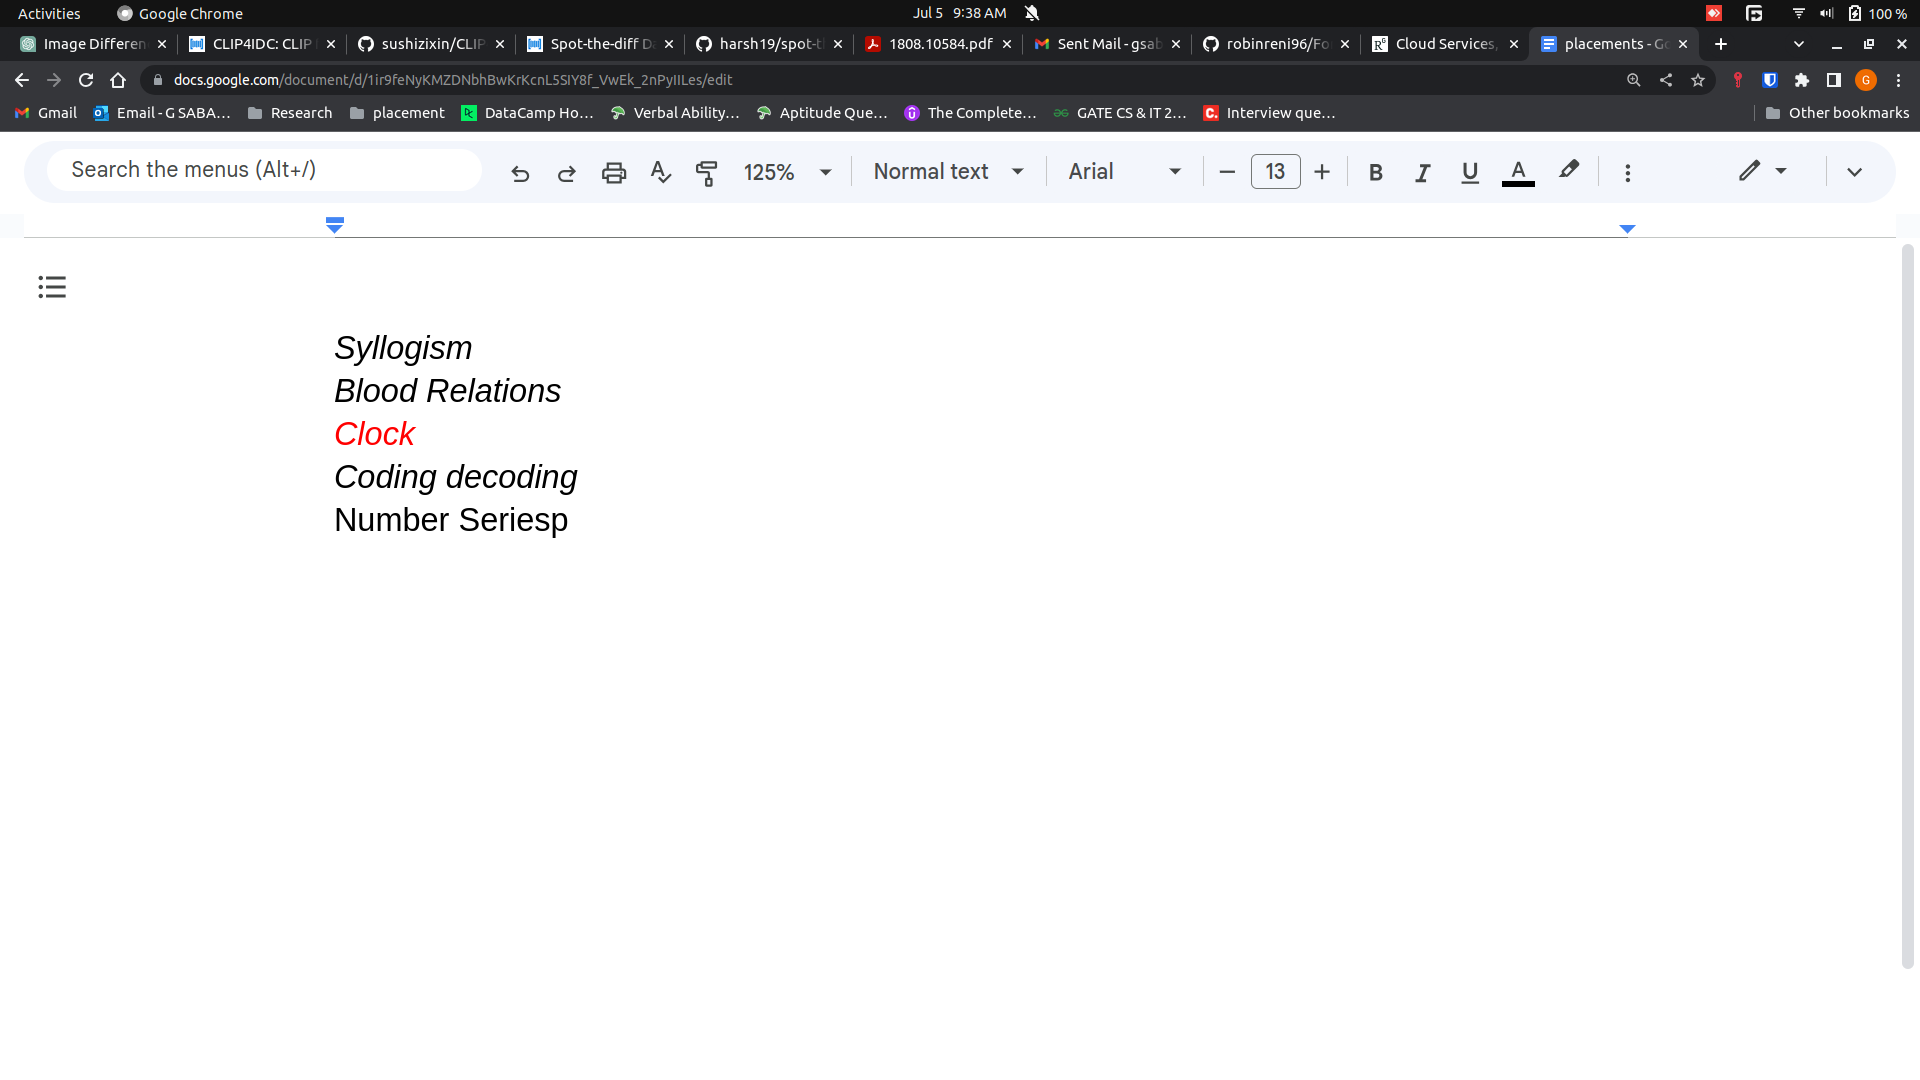 Activities Google Chrome Jul 5 9:38 AM 100 %
Image Differen CLIP4IDC: CLIP sushizixin/CLIP Spot-the-diff Da harsh19/spot-t 1808.10584.pdf Sent Mail - gsab robinreni96/Fo Cloud Services, placements - Go
docs.google.com/document/d/1ir9feNyKMZDNbhBwKrKcnL5SIY8f_VwEk_2nPyIILes/edit G
Gmail Email - G SABA... Research placement DataCamp Ho... Verbal Ability... Aptitude Que... The Complete... GATE CS & IT 2... Interview que... Other bookmarks
Search the menus (Alt+/) 125% Normal text Arial 13 B I U A
Syllogism
Blood Relations
Clock
Coding decoding
Number Seriesp